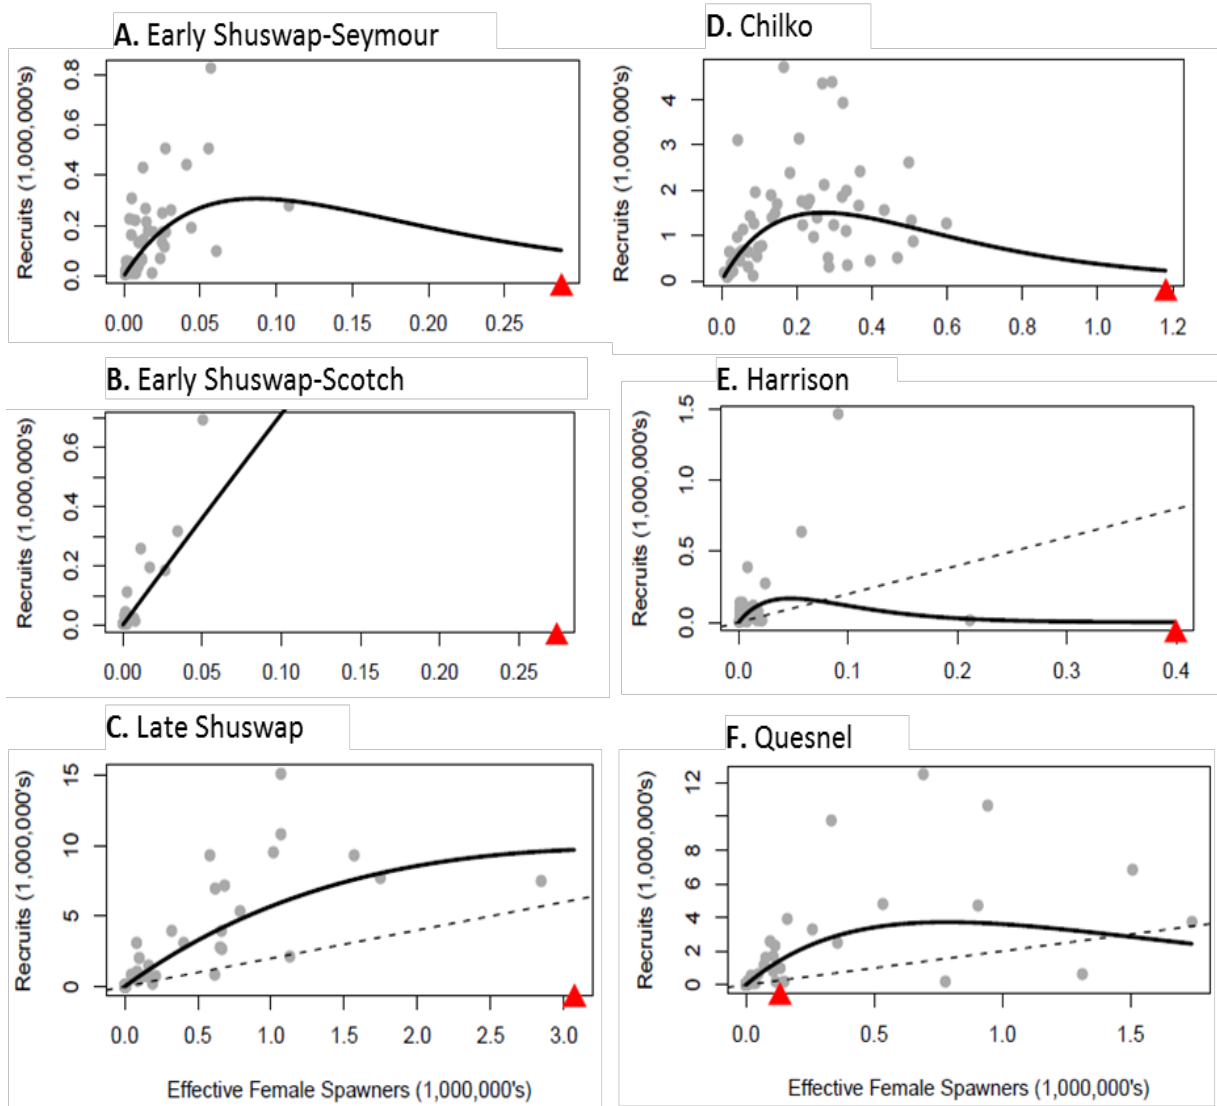 A. Early Shuswap-Seymour
Recruits (1,000,000's)
0.0 0.2 0.4 0.6 0.8
0.00 0.05 0.10 0.15 0.20 0.25
D. Chilko
Recruits (1,000,000's)
0 1 2 3 4
0.0 0.2 0.4 0.6 0.8 1.0 1.2
B. Early Shuswap-Scotch
Recruits (1,000,000's)
0.0 0.2 0.4 0.6
0.00 0.05 0.10 0.15 0.20 0.25
E. Harrison
Recruits (1,000,000's)
0.0 0.5 1.0 1.5
0.0 0.1 0.2 0.3 0.4
C. Late Shuswap
Recruits (1,000,000's)
0 5 10 15
0.0 0.5 1.0 1.5 2.0 2.5 3.0
Effective Female Spawners (1,000,000's)
F. Quesnel
Recruits (1,000,000's)
0 2 4 6 8 12
0.0 0.5 1.0 1.5
Effective Female Spawners (1,000,000's)